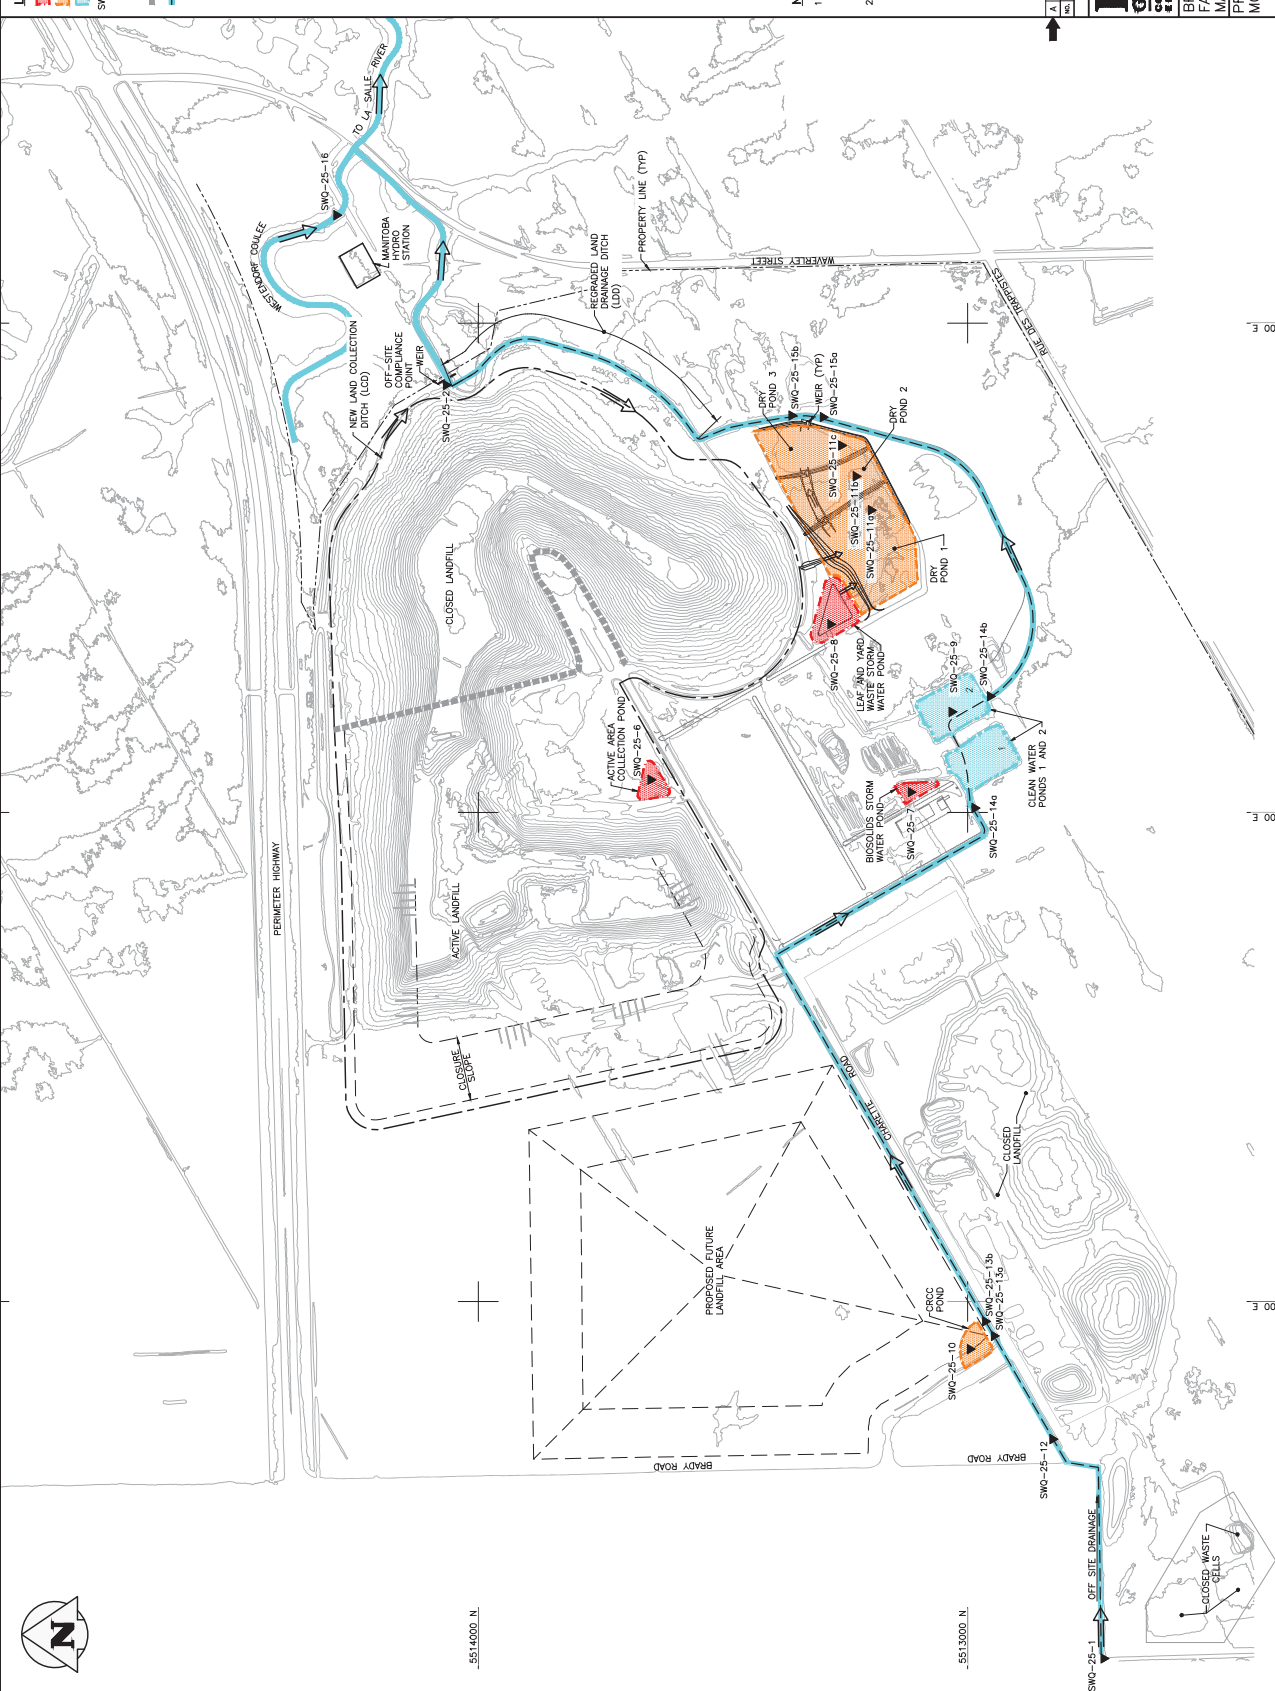 WESTENDORF COULEE
SWQ-25-16
TO LA SALLE RIVER
MANITOBA
HYDRO
STATION
NEW LAND COLLECTION
DITCH (LCD)
OFF-SITE
COMPLIANCE
POINT
WEIR
SWQ-25-2
REGRADED LAND
DRAINAGE DITCH
(LDD)
PROPERTY LINE (TYP)
WAVERLEY STREET
RUE DES TRAPPISTES
PERIMETER HIGHWAY
CLOSED LANDFILL
ACTIVE LANDFILL
CLOSURE
SLOPE
ACTIVE AREA
COLLECTION POND
SWQ-25-6
DRY
POND 3
SWQ-25-15b
WEIR (TYP)
SWQ-25-15a
DRY
POND 2
SWQ-25-11c
SWQ-25-11b
SWQ-25-11a
DRY
POND 1
SWQ-25-8
LEAF AND YARD
WASTE STORM
WATER POND
SWQ-25-9
SWQ-25-14b
2
1
CLEAN WATER
PONDS 1 AND 2
BIOSOLIDS STORM
WATER POND
SWQ-25-7
SWQ-25-14a
CHARETTE ROAD
CLOSED
LANDFILL
PROPOSED FUTURE
LANDFILL AREA
CRCC
POND
SWQ-25-10
SWQ-25-13b
SWQ-25-13a
BRADY ROAD
BRADY ROAD
SWQ-25-12
OFF SITE DRAINAGE
SWQ-25-1
CLOSED WASTE
CELLS
5514000 N
5513000 N
N
A
NO.
1
2